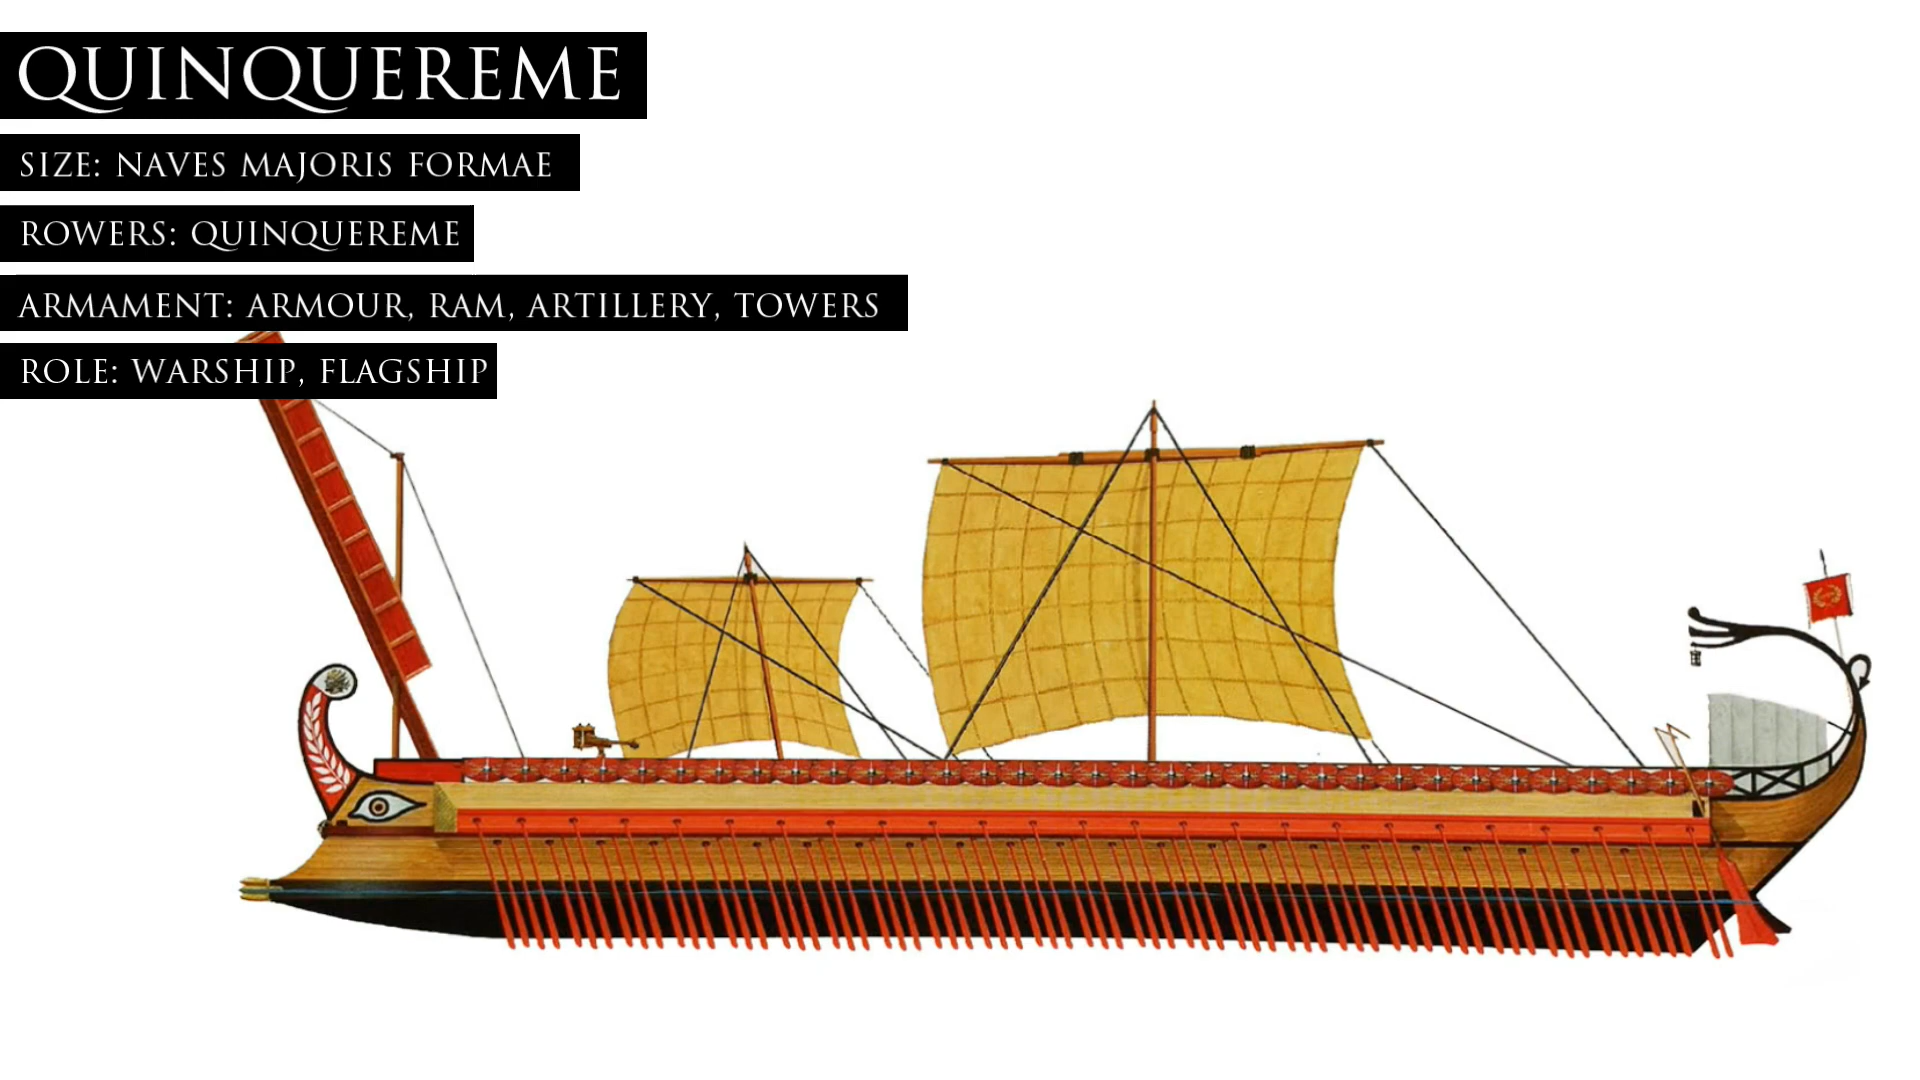 QUINQUEREME
SIZE: NAVES MAJORIS FORMAE
ROWERS: QUINQUEREME
ARMAMENT: ARMOUR, RAM, ARTILLERY, TOWERS
ROLE: WARSHIP, FLAGSHIP